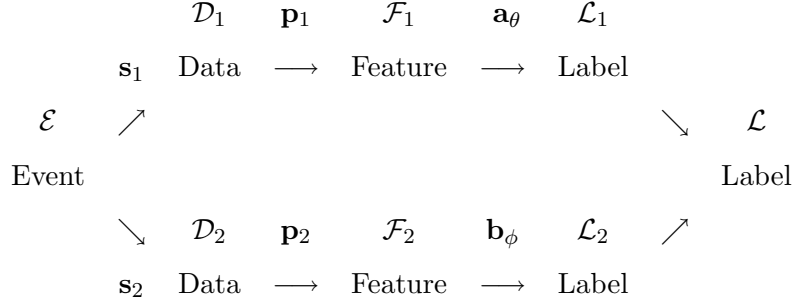 𝒟₁ 𝐩₁ ℱ₁ 𝐚_θ ℒ₁
𝐬₁ Data ⟶ Feature ⟶ Label
ℰ ↗ ↘ ℒ
Event Label
↘ 𝒟₂ 𝐩₂ ℱ₂ 𝐛_ϕ ℒ₂ ↗
𝐬₂ Data ⟶ Feature ⟶ Label